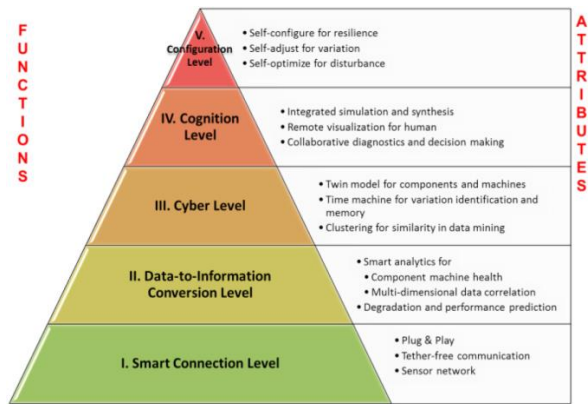 FUNCTIONS
ATTRIBUTES
V.
Configuration
Level
• Self-configure for resilience
• Self-adjust for variation
• Self-optimize for disturbance
IV. Cognition
Level
• Integrated simulation and synthesis
• Remote visualization for human
• Collaborative diagnostics and decision making
III. Cyber Level
• Twin model for components and machines
• Time machine for variation identification and
memory
• Clustering for similarity in data mining
II. Data-to-Information
Conversion Level
• Smart analytics for
• Component machine health
• Multi-dimensional data correlation
• Degradation and performance prediction
I. Smart Connection Level
• Plug & Play
• Tether-free communication
• Sensor network